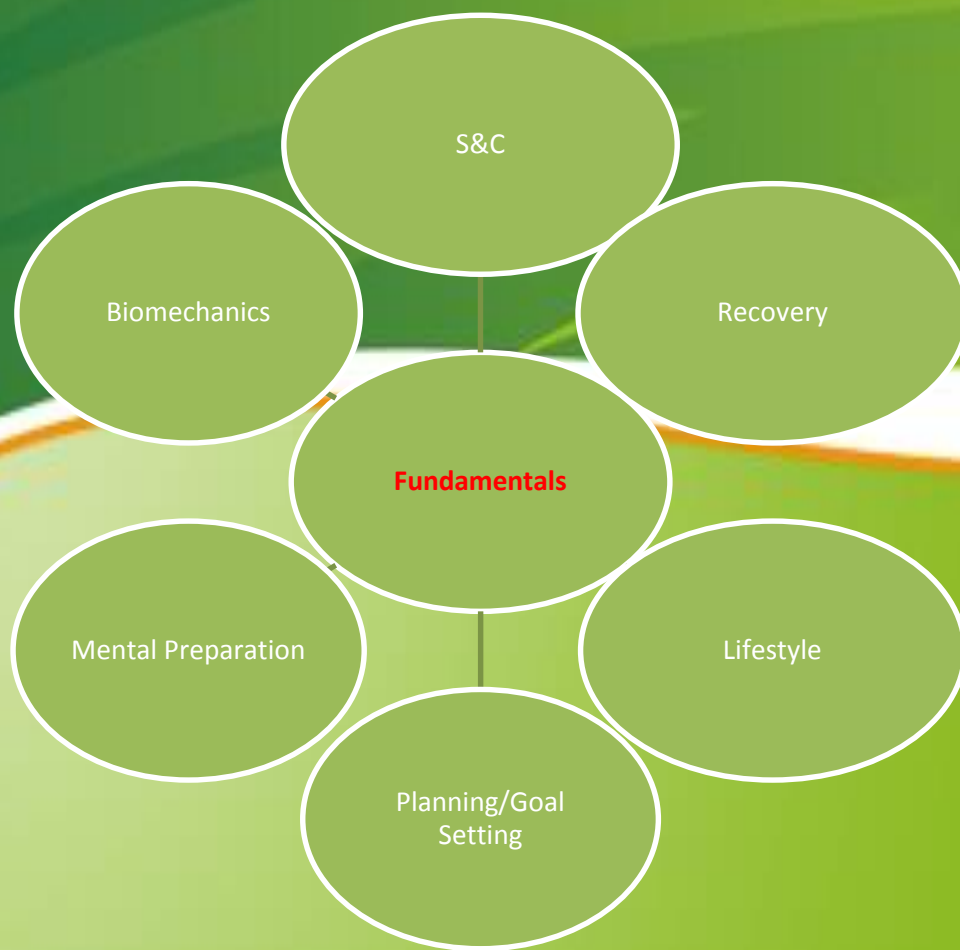 S&C
Biomechanics
Recovery
Fundamentals
Mental Preparation
Lifestyle
Planning/Goal
Setting